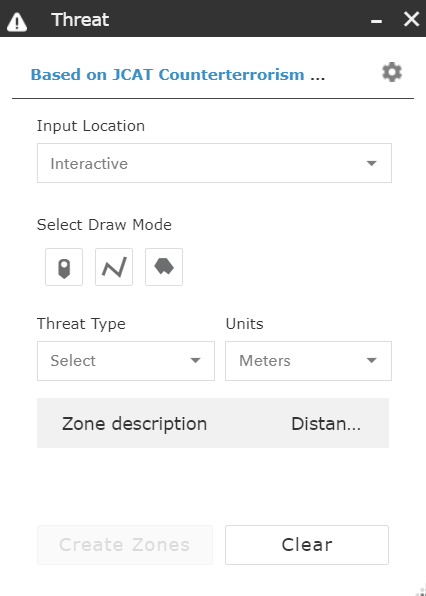 Threat
Based on JCAT Counterterrorism ...
Input Location
Interactive
Select Draw Mode
Threat Type Units
Select Meters
Zone description Distan...
Create Zones Clear